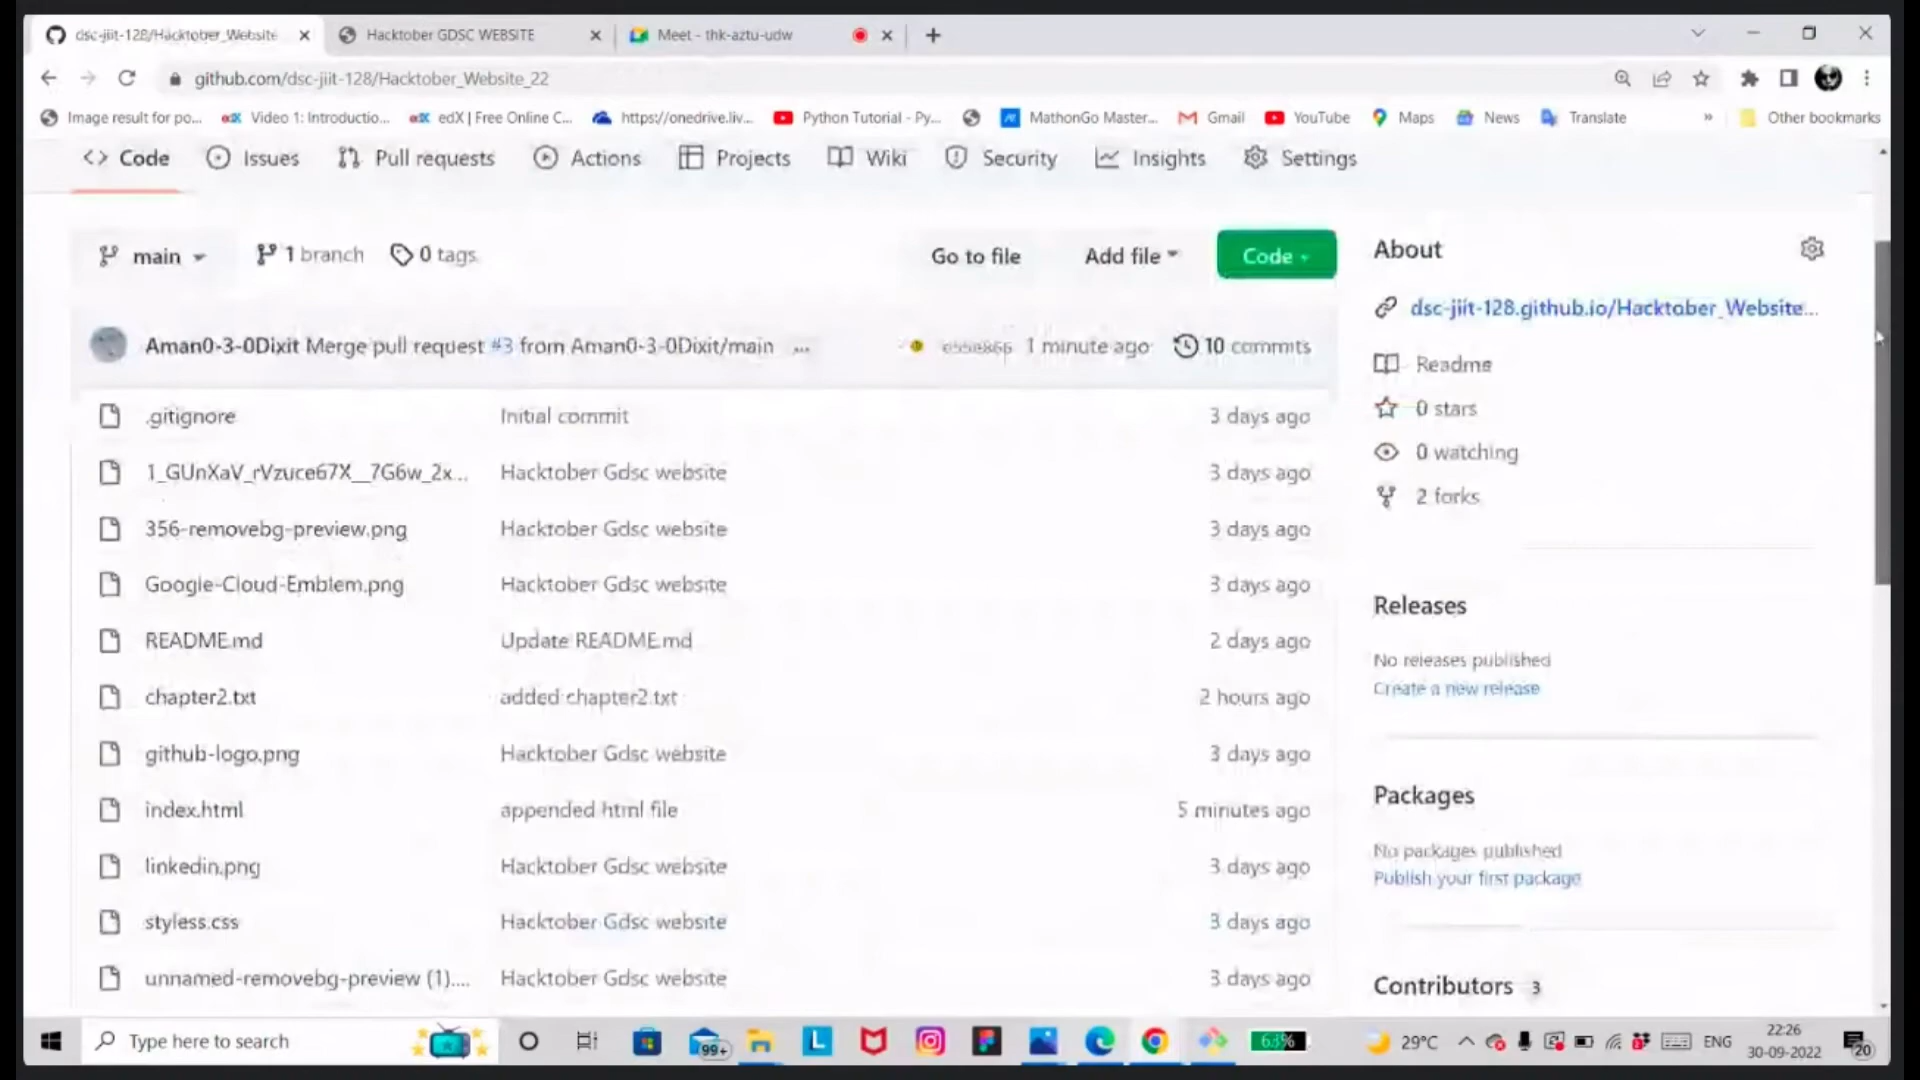 dsc-jiit-128/Hacktober_Website
Hacktober GDSC WEBSITE
Meet - thk-aztu-udw
github.com/dsc-jiit-128/Hacktober_Website_22
Image result for po...
Video 1: Introductio...
edX | Free Online C...
https://onedrive.liv...
Python Tutorial - Py...
MathonGo Master...
Gmail
YouTube
Maps
News
Translate
»
Other bookmarks
Code
Issues
Pull requests
Actions
Projects
Wiki
Security
Insights
Settings
main
1 branch
0 tags
Go to file
Add file
Code
About
dsc-jiit-128.github.io/Hacktober_Website...
Aman0-3-0Dixit Merge pull request #3 from Aman0-3-0Dixit/main ...
1 minute ago
10 commits
Readme
0 stars
0 watching
2 forks
.gitignore Initial commit 3 days ago
1_GUnXaV_rVzuce67X__7G6w_2x... Hacktober Gdsc website 3 days ago
356-removebg-preview.png Hacktober Gdsc website 3 days ago
Google-Cloud-Emblem.png Hacktober Gdsc website 3 days ago
README.md Update README.md 2 days ago
chapter2.txt added chapter2.txt 2 hours ago
github-logo.png Hacktober Gdsc website 3 days ago
index.html appended html file 5 minutes ago
linkedin.png Hacktober Gdsc website 3 days ago
styless.css Hacktober Gdsc website 3 days ago
unnamed-removebg-preview (1).... Hacktober Gdsc website 3 days ago
Releases
No releases published
Create a new release
Packages
No packages published
Publish your first package
Contributors 3
Type here to search
99+
63%
29°C
ENG
22:26
30-09-2022
20